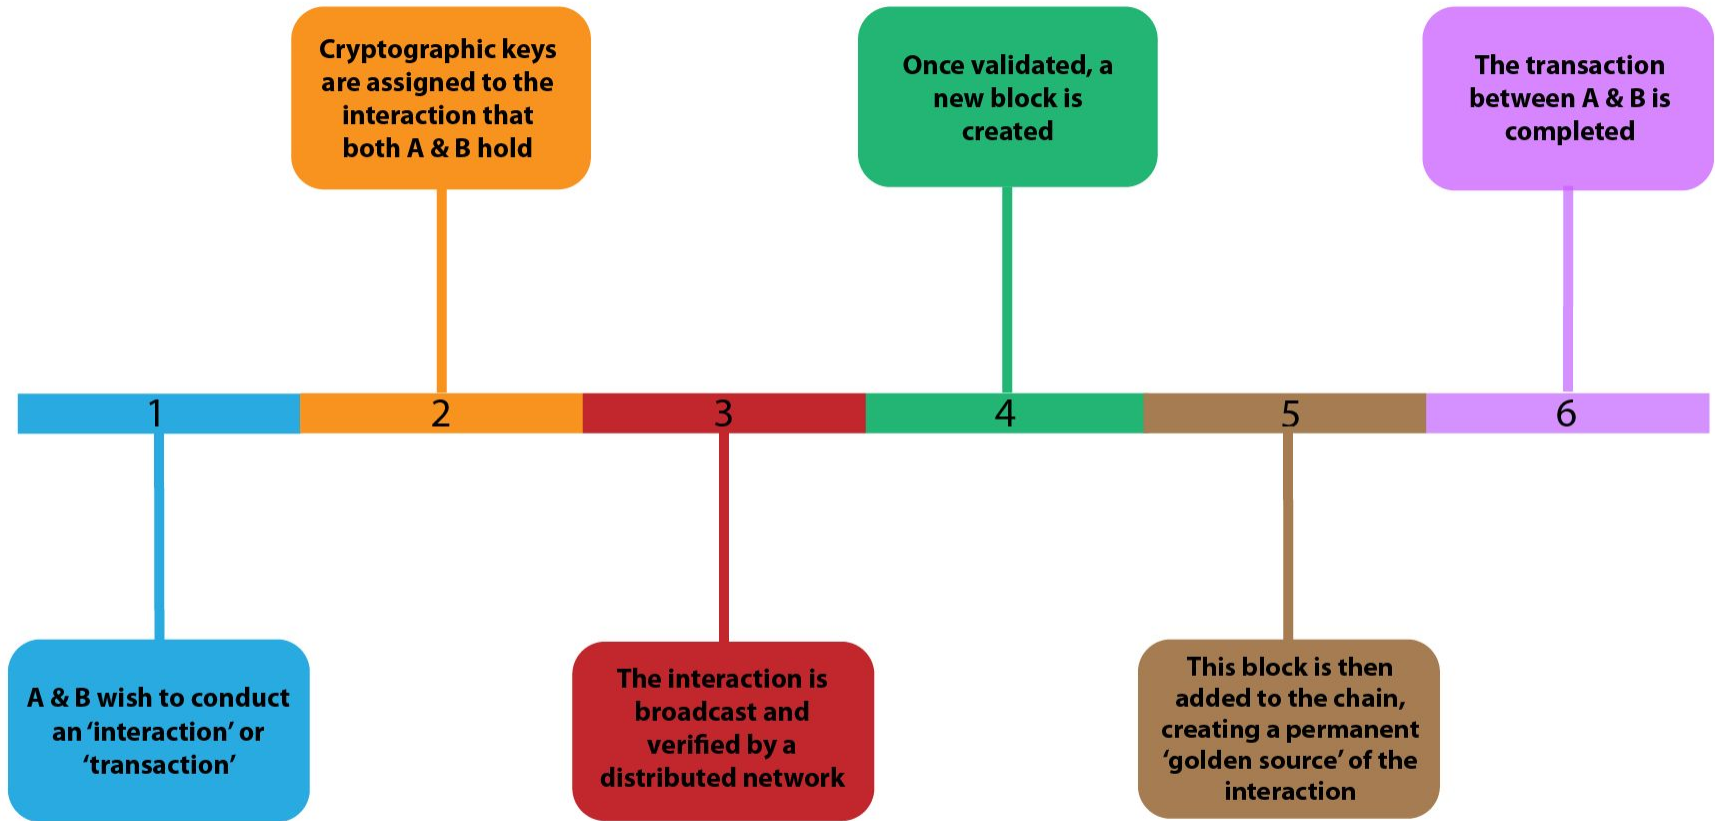 Cryptographic keys
are assigned to the
interaction that
both A & B hold
Once validated, a
new block is
created
The transaction
between A & B is
completed
1
2
3
4
5
6
A & B wish to conduct
an ‘interaction’ or
‘transaction’
The interaction is
broadcast and
verified by a
distributed network
This block is then
added to the chain,
creating a permanent
‘golden source’ of the
interaction